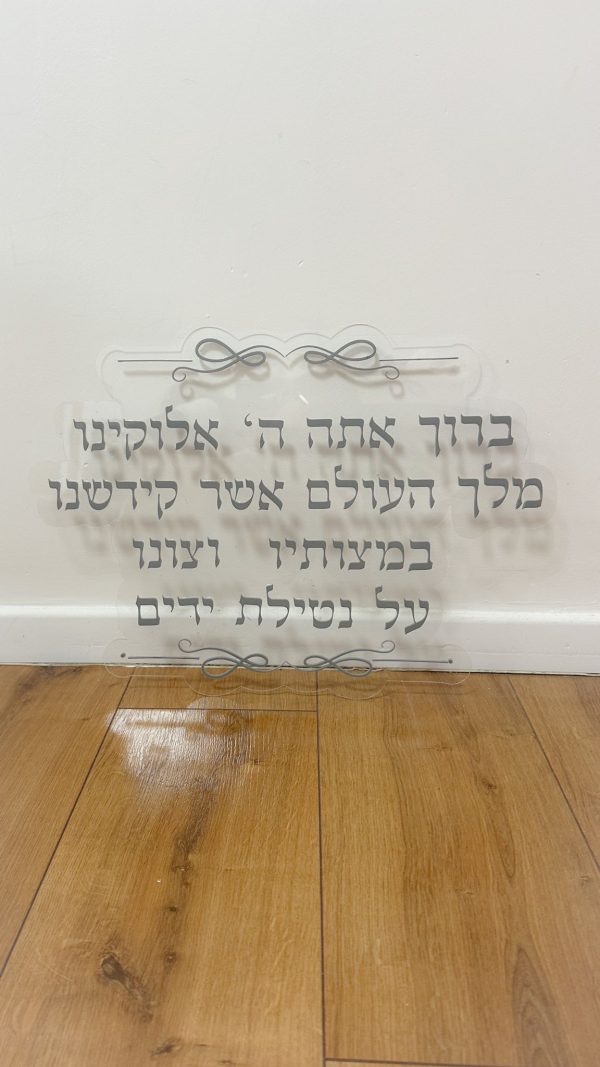 ברוך אתה ה' אלוקינו
מלך העולם אשר קידשנו
במצותיו וצונו
על נטילת ידים